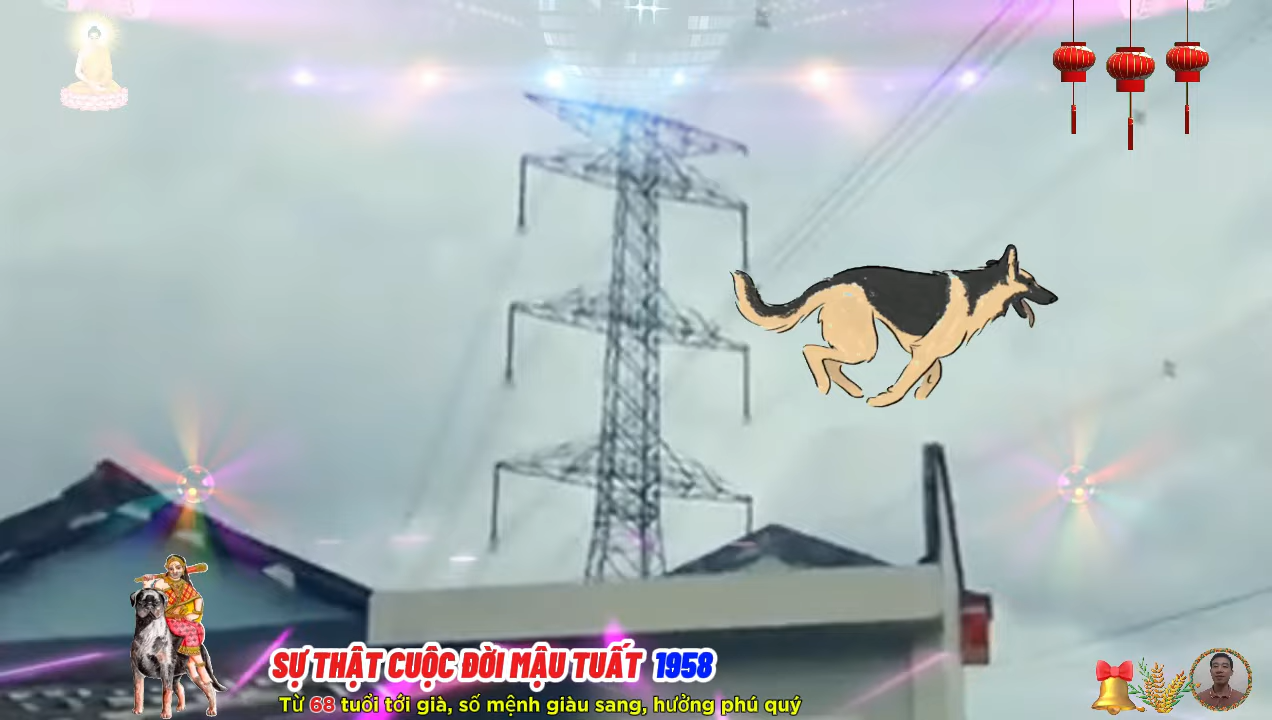 SỰ THẬT CUỘC ĐỜI MẬU TUẤT 1958
Từ 68 tuổi tới già, số mệnh giàu sang, hưởng phú quý